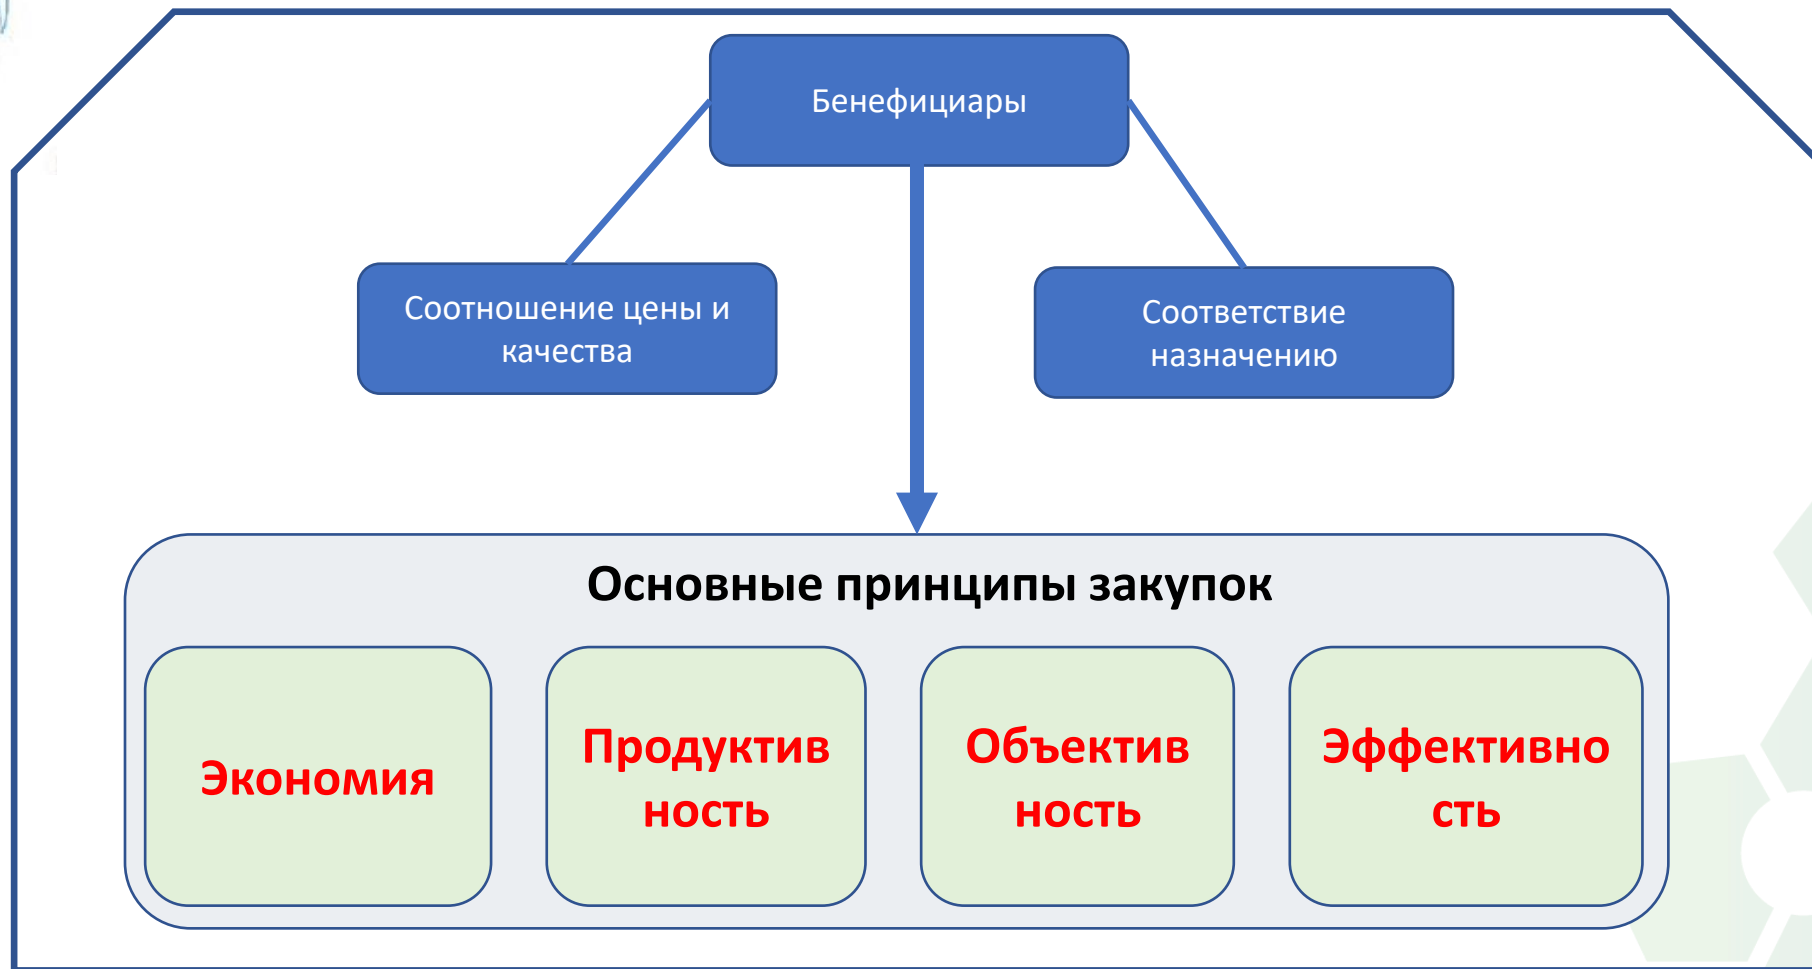 Бенефициары
Соотношение цены и
качества
Соответствие
назначению
Основные принципы закупок
Экономия
Продуктив
ность
Объектив
ность
Эффективно
сть